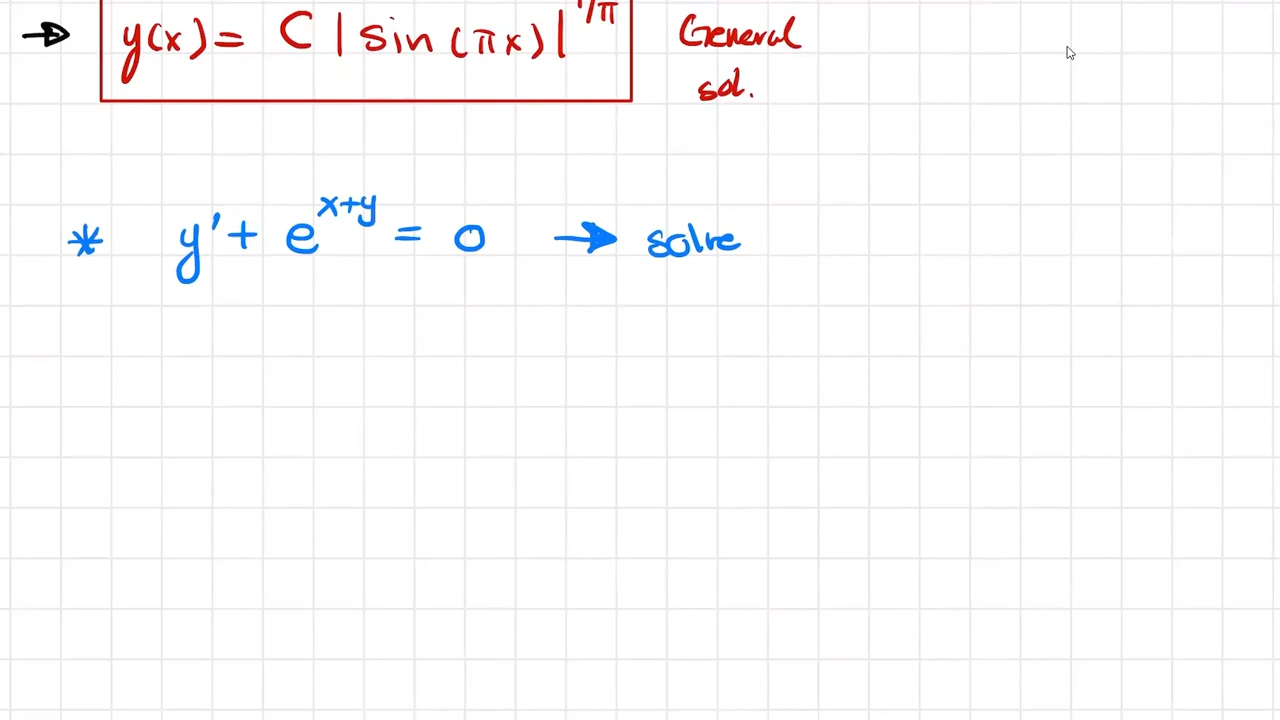 → y(x) = C | sin (πx) |^1/π General
sol.
* y' + e^x+y = 0 → solve